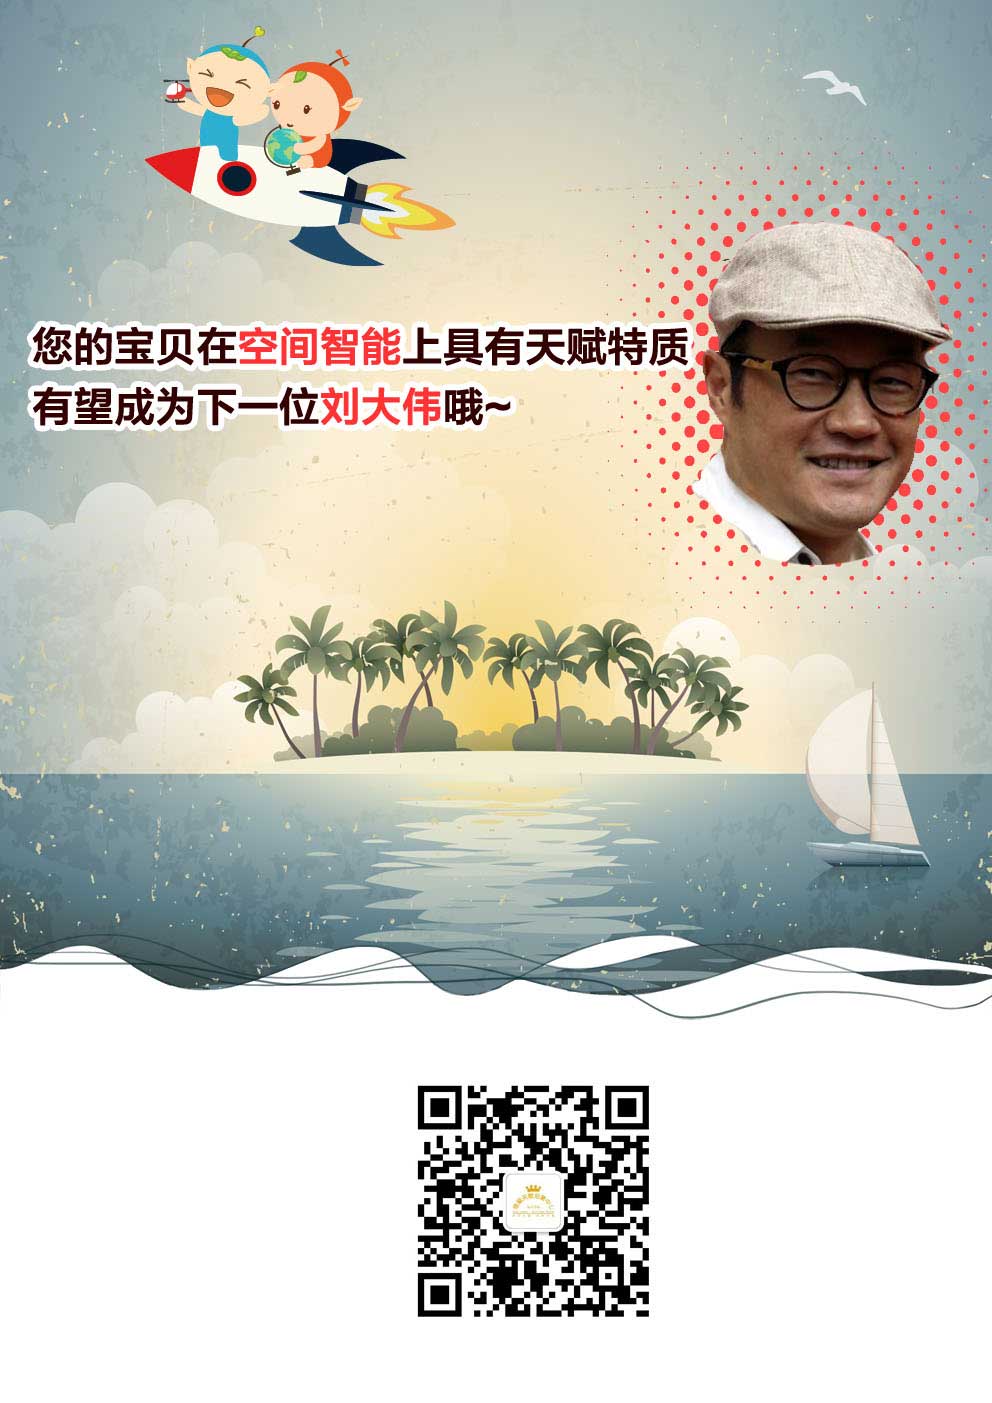 您的宝贝在空间智能上具有天赋特质
有望成为下一位刘大伟哦~